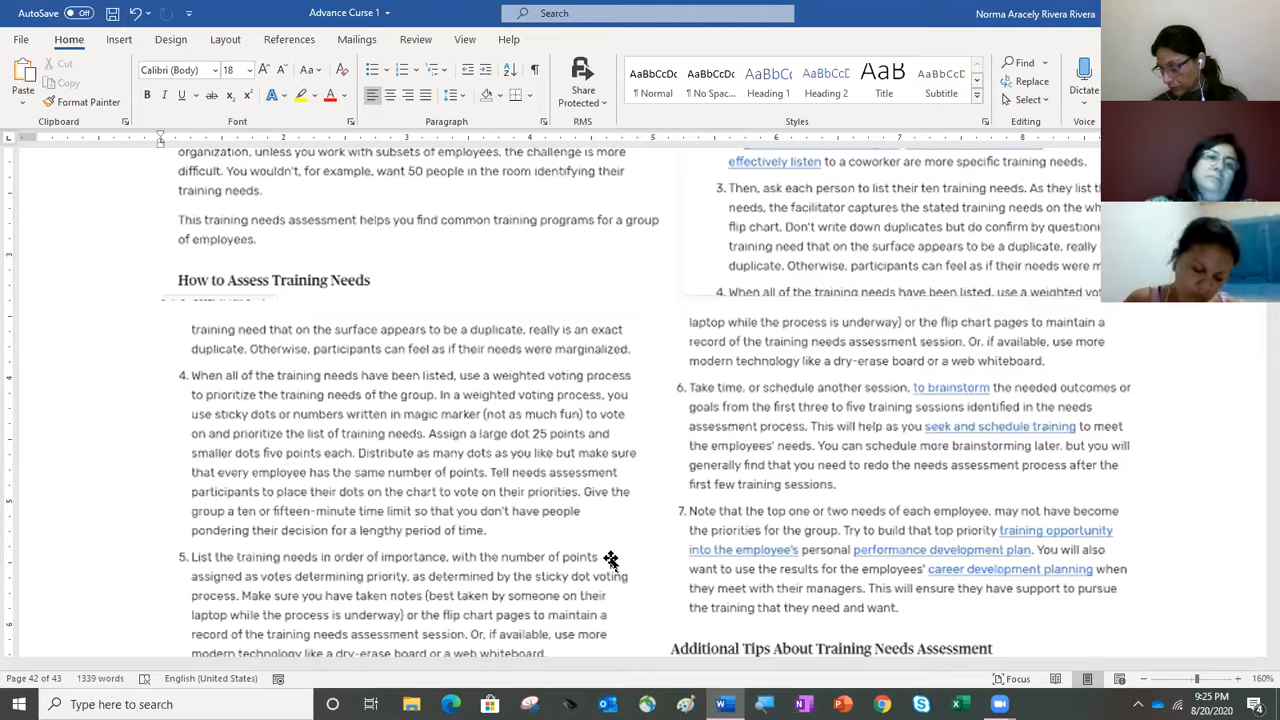 AutoSave Off
Advance Curse 1
Search
Norma Aracely Rivera Rivera
File Home Insert Design Layout References Mailings Review View Help
Cut
Copy
Format Painter
Paste
Clipboard
Calibri (Body) 18
Font
Paragraph
Share
Protected
RMS
AaBbCcDc AaBbCcDc AaBbCcC AaBbCcDc AaB AaBbCcD
¶ Normal ¶ No Spac... Heading 1 Heading 2 Title Subtitle
Styles
Find
Replace
Select
Editing
Dictate
Voice
organization, unless you work with subsets of employees, the challenge is more
difficult. You wouldn't, for example, want 50 people in the room identifying their
training needs.
This training needs assessment helps you find common training programs for a group
of employees.
How to Assess Training Needs
training need that on the surface appears to be a duplicate, really is an exact
duplicate. Otherwise, participants can feel as if their needs were marginalized.
4. When all of the training needs have been listed, use a weighted voting process
to prioritize the training needs of the group. In a weighted voting process, you
use sticky dots or numbers written in magic marker (not as much fun) to vote
on and prioritize the list of training needs. Assign a large dot 25 points and
smaller dots five points each. Distribute as many dots as you like but make sure
that every employee has the same number of points. Tell needs assessment
participants to place their dots on the chart to vote on their priorities. Give the
group a ten or fifteen-minute time limit so that you don't have people
pondering their decision for a lengthy period of time.
5. List the training needs in order of importance, with the number of points
assigned as votes determining priority, as determined by the sticky dot voting
process. Make sure you have taken notes (best taken by someone on their
laptop while the process is underway) or the flip chart pages to maintain a
record of the training needs assessment session. Or, if available, use more
modern technology like a dry-erase board or a web whiteboard.
effectively listen to a coworker are more specific training needs.
3. Then, ask each person to list their ten training needs. As they list t
needs, the facilitator captures the stated training needs on the wh
flip chart. Don't write down duplicates but do confirm by question
training need that on the surface appears to be a duplicate, really
duplicate. Otherwise, participants can feel as if their needs were m
4. When all of the training needs have been listed, use a weighted vot
laptop while the process is underway) or the flip chart pages to maintain a
record of the training needs assessment session. Or, if available, use more
modern technology like a dry-erase board or a web whiteboard.
6. Take time, or schedule another session, to brainstorm the needed outcomes or
goals from the first three to five training sessions identified in the needs
assessment process. This will help as you seek and schedule training to meet
the employees' needs. You can schedule more brainstorming later, but you will
generally find that you need to redo the needs assessment process after the
first few training sessions.
7. Note that the top one or two needs of each employee, may not have become
the priorities for the group. Try to build that top priority training opportunity
into the employee's personal performance development plan. You will also
want to use the results for the employees' career development planning when
they meet with their managers. This will ensure they have support to pursue
the training that they need and want.
Additional Tips About Training Needs Assessment
Page 42 of 43 1339 words English (United States) Focus 160%
Type here to search
9:25 PM
8/20/2020